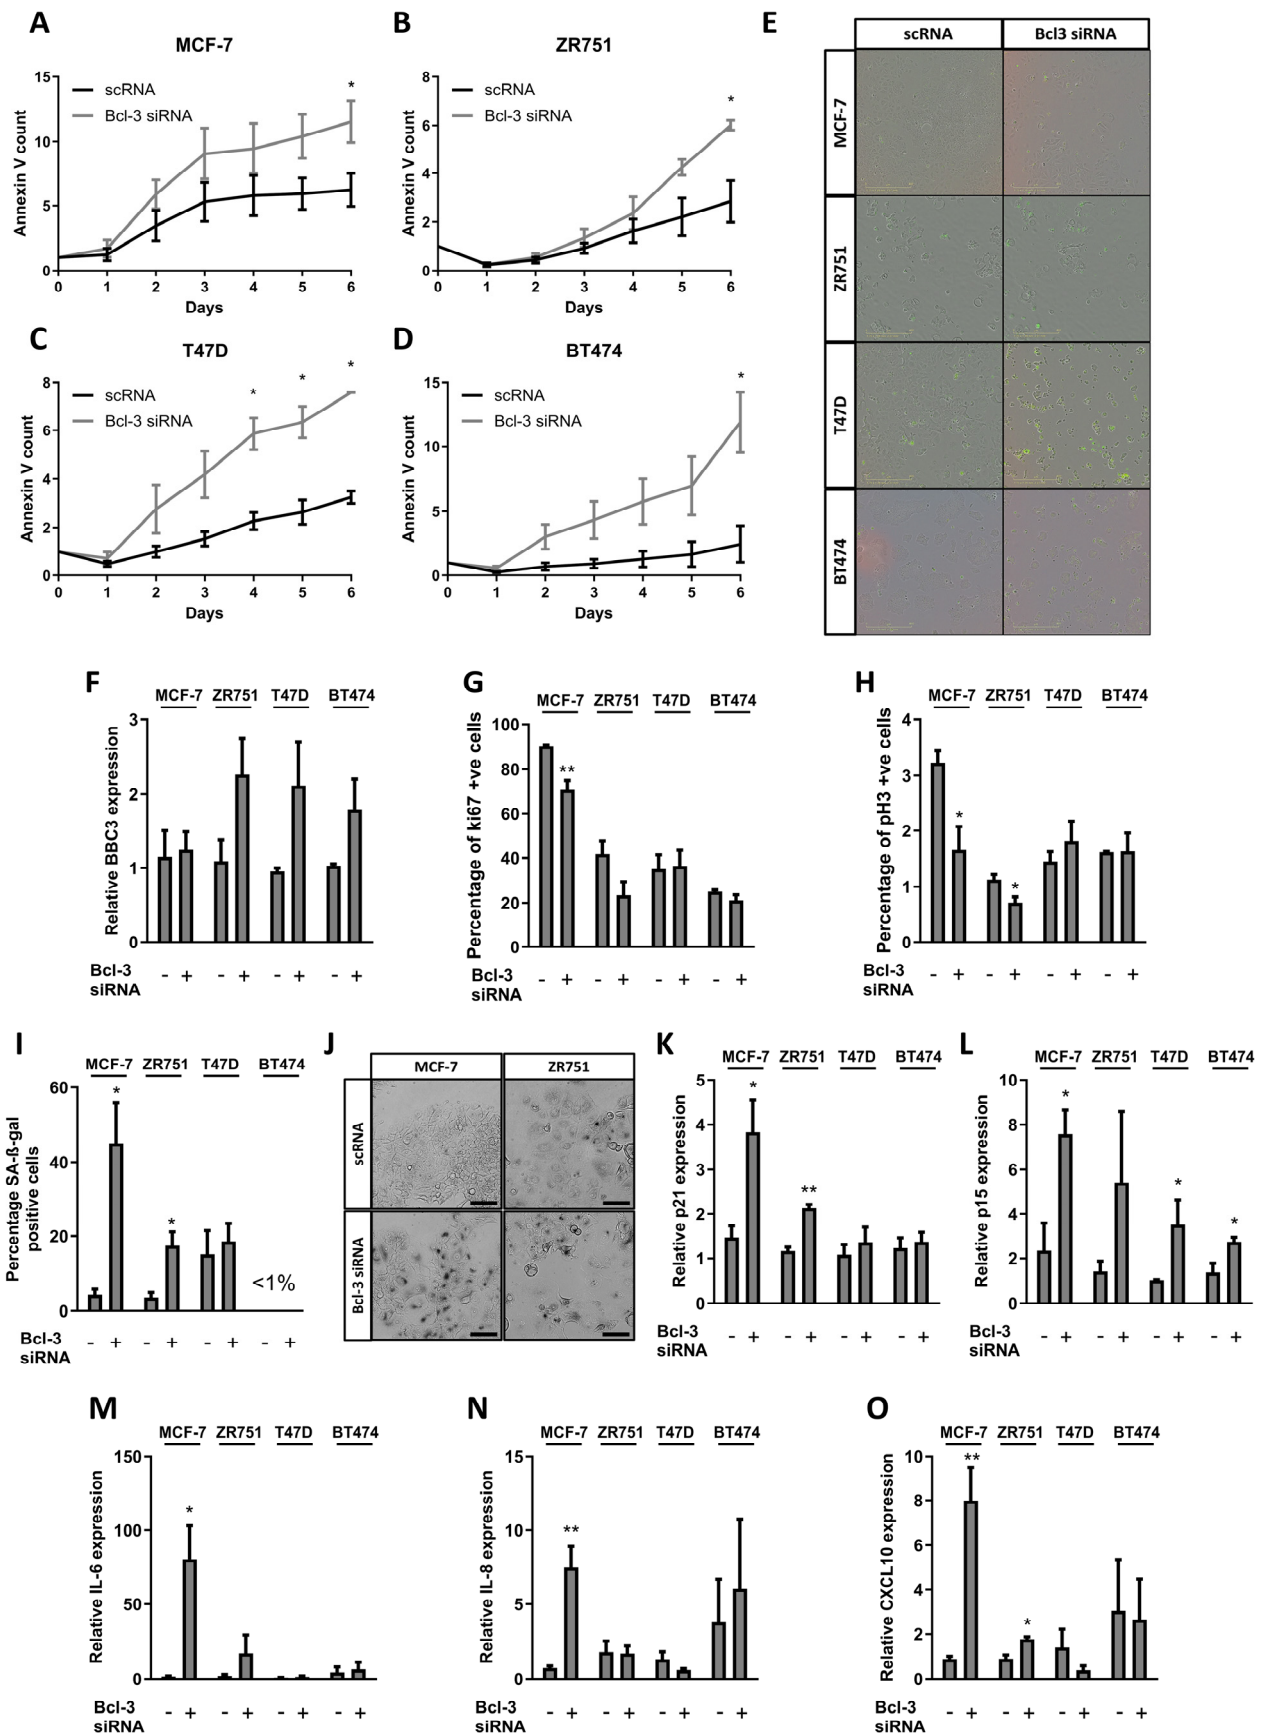 A
MCF-7
Annexin V count
15
10
5
0
scRNA
Bcl-3 siRNA
*
0 1 2 3 4 5 6
Days
B
ZR751
Annexin V count
8
6
4
2
0
scRNA
Bcl-3 siRNA
*
0 1 2 3 4 5 6
Days
C
T47D
Annexin V count
8
6
4
2
0
scRNA
Bcl-3 siRNA
* * *
0 1 2 3 4 5 6
Days
D
BT474
Annexin V count
15
10
5
0
scRNA
Bcl-3 siRNA
*
0 1 2 3 4 5 6
Days
E
scRNA Bcl3 siRNA
MCF-7
ZR751
T47D
BT474
F
MCF-7 ZR751 T47D BT474
Relative BBC3 expression
3
2
1
0
Bcl-3 siRNA
- + - + - + - +
G
MCF-7 ZR751 T47D BT474
Percentage of ki67 +ve cells
100
80
60
40
20
0
**
Bcl-3 siRNA
- + - + - + - +
H
MCF-7 ZR751 T47D BT474
Percentage of pH3 +ve cells
4
3
2
1
0
* *
Bcl-3 siRNA
- + - + - + - +
I
MCF-7 ZR751 T47D BT474
Percentage SA-ß-gal
positive cells
60
40
20
0
* *
<1%
Bcl-3 siRNA
- + - + - + - +
J
MCF-7 ZR751
scRNA
Bcl-3 siRNA
K
MCF-7 ZR751 T47D BT474
Relative p21 expression
5
4
3
2
1
0
* **
Bcl-3 siRNA
- + - + - + - +
L
MCF-7 ZR751 T47D BT474
Relative p15 expression
10
8
6
4
2
0
* * *
Bcl-3 siRNA
- + - + - + - +
M
MCF-7 ZR751 T47D BT474
Relative IL-6 expression
150
100
50
0
*
Bcl-3 siRNA
- + - + - + - +
N
MCF-7 ZR751 T47D BT474
Relative IL-8 expression
15
10
5
0
**
Bcl-3 siRNA
- + - + - + - +
O
MCF-7 ZR751 T47D BT474
Relative CXCL10 expression
10
8
6
4
2
0
** *
Bcl-3 siRNA
- + - + - + - +